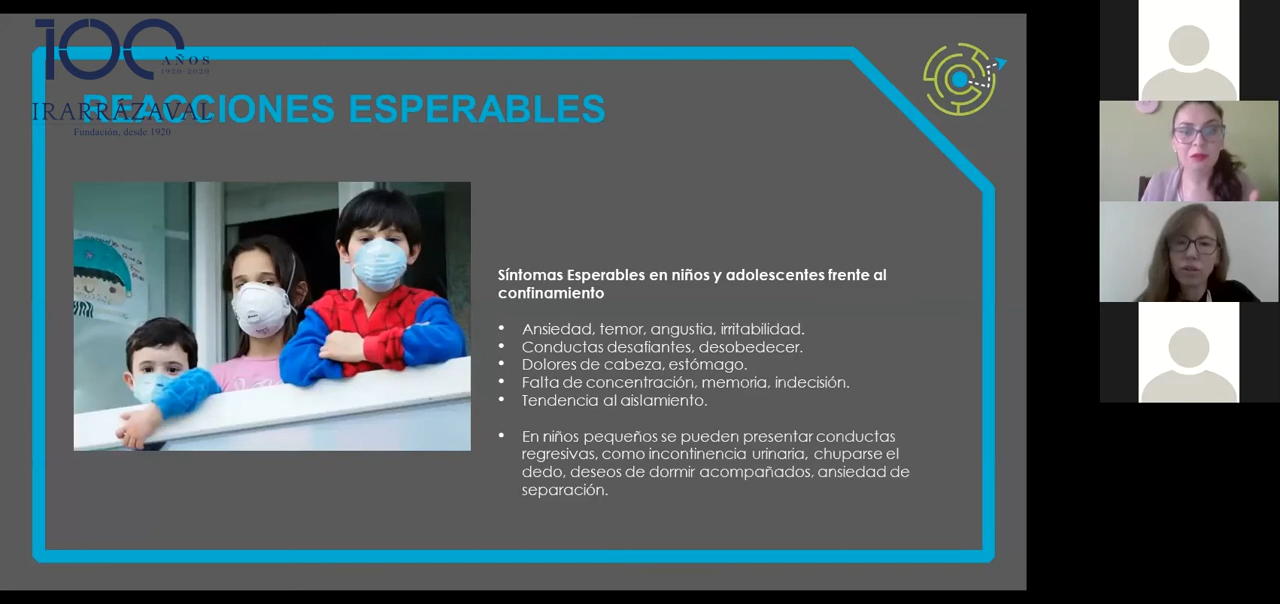 100 AÑOS
1920-2020
IRARRÁZAVAL
Fundación, desde 1920
REACCIONES ESPERABLES
Síntomas Esperables en niños y adolescentes frente al
confinamiento
• Ansiedad, temor, angustia, irritabilidad.
• Conductas desafiantes, desobedecer.
• Dolores de cabeza, estómago.
• Falta de concentración, memoria, indecisión.
• Tendencia al aislamiento.
• En niños pequeños se pueden presentar conductas
regresivas, como incontinencia urinaria, chuparse el
dedo, deseos de dormir acompañados, ansiedad de
separación.